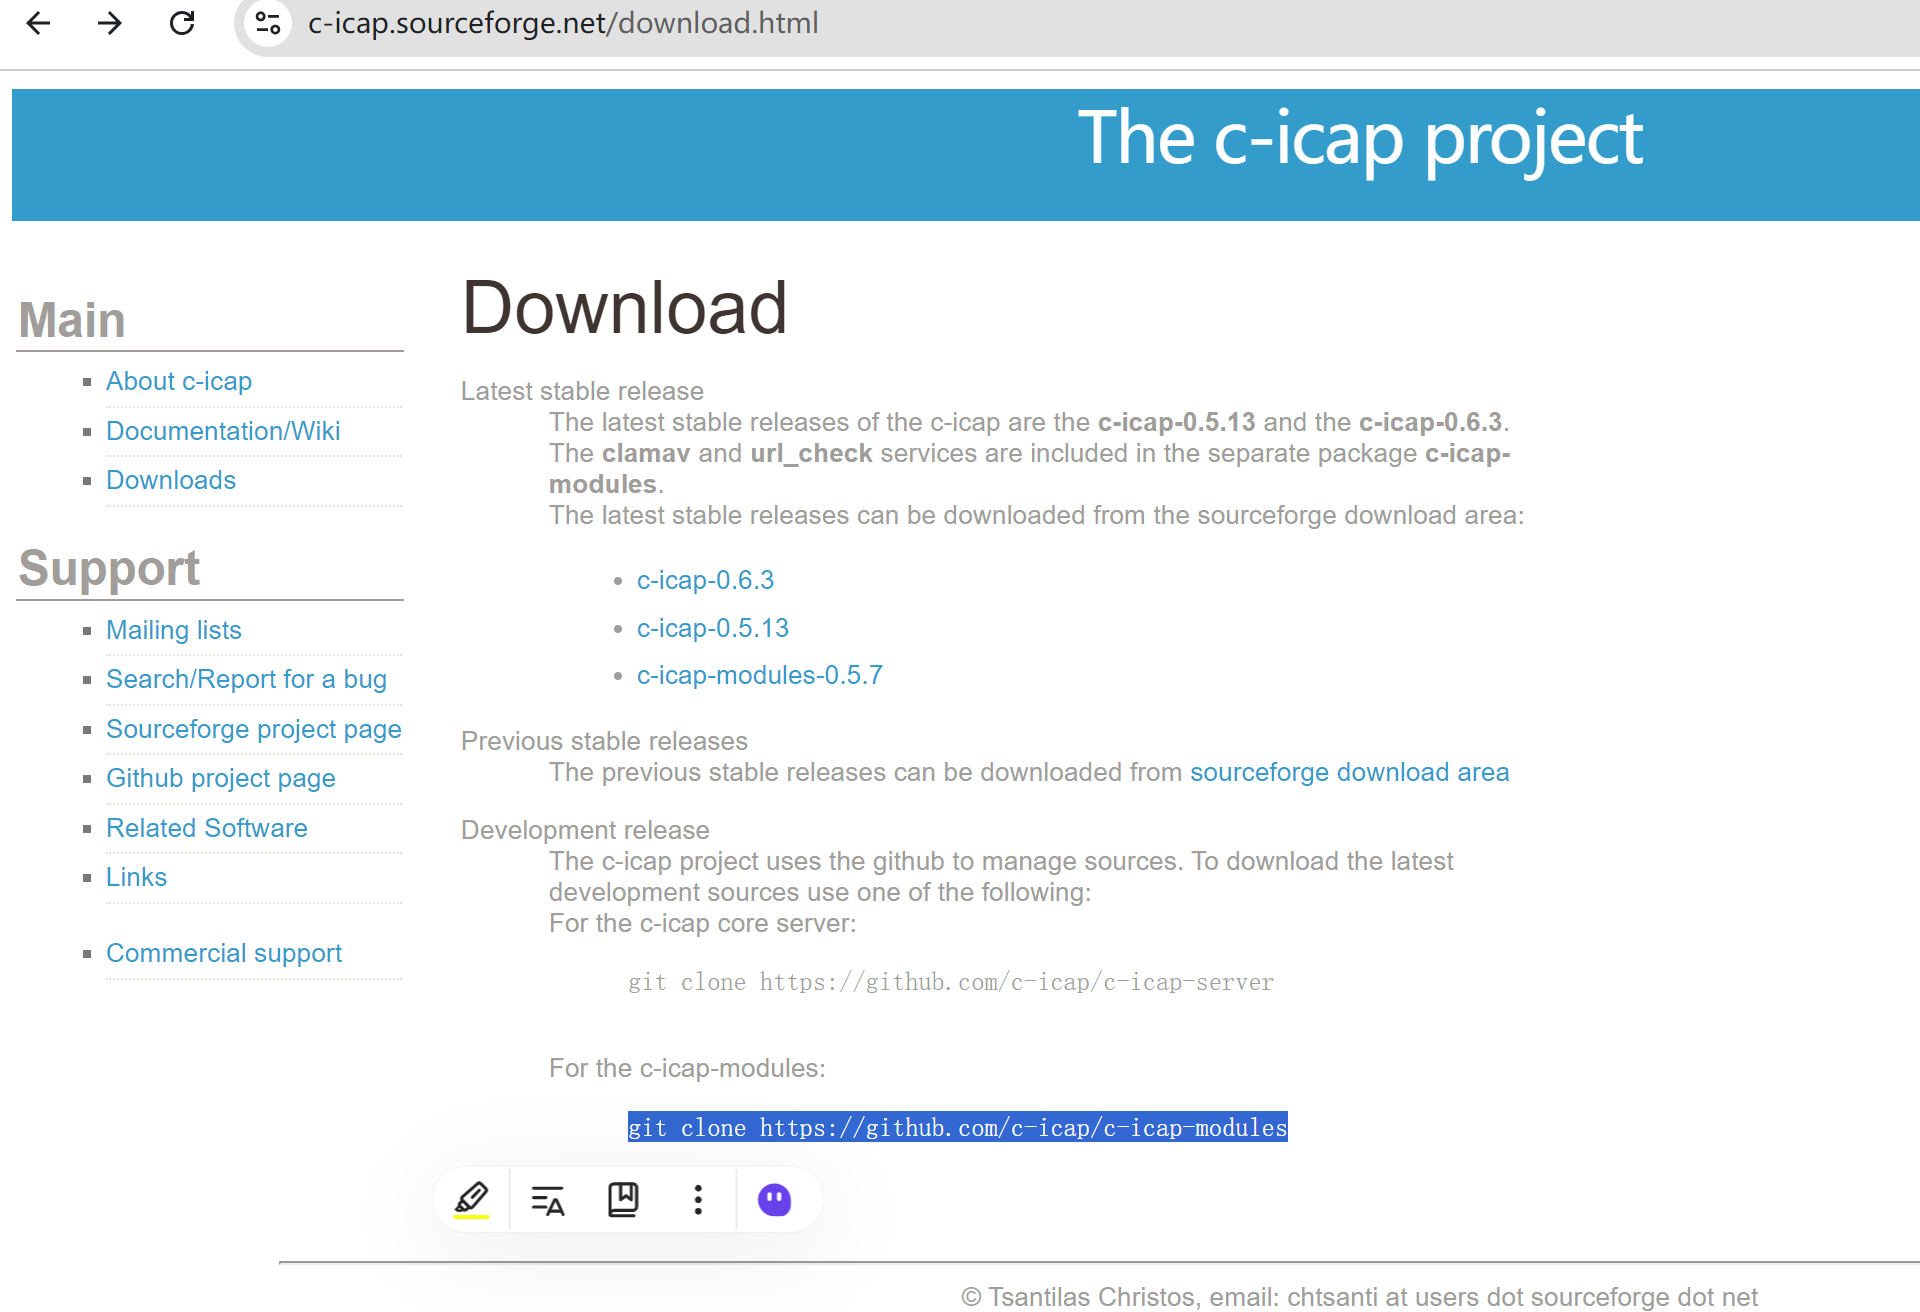 c-icap.sourceforge.net/download.html
The c-icap project
Main
About c-icap
Documentation/Wiki
Downloads
Support
Mailing lists
Search/Report for a bug
Sourceforge project page
Github project page
Related Software
Links
Commercial support
Download
Latest stable release
The latest stable releases of the c-icap are the c-icap-0.5.13 and the c-icap-0.6.3.
The clamav and url_check services are included in the separate package c-icap-
modules.
The latest stable releases can be downloaded from the sourceforge download area:
c-icap-0.6.3
c-icap-0.5.13
c-icap-modules-0.5.7
Previous stable releases
The previous stable releases can be downloaded from sourceforge download area
Development release
The c-icap project uses the github to manage sources. To download the latest
development sources use one of the following:
For the c-icap core server:
git clone https://github.com/c-icap/c-icap-server
For the c-icap-modules:
git clone https://github.com/c-icap/c-icap-modules
© Tsantilas Christos, email: chtsanti at users dot sourceforge dot net